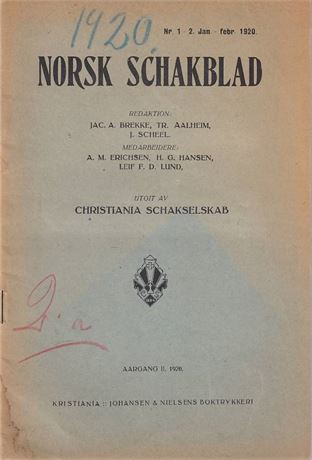 1920.
Nr. 1 - 2. Jan - febr 1920.
NORSK SCHAKBLAD
REDAKTION:
JAC. A. BREKKE, TR. AALHEIM,
J. SCHEEL.
MEDARBEIDERE:
A. M. ERICHSEN, H. G. HANSEN,
LEIF F. D. LUND,
UTGIT AV
CHRISTIANIA SCHAKSELSKAB
AARGANG II. 1920.
KRISTIANIA :: JOHANSEN & NIELSENS BOKTRYKKERI